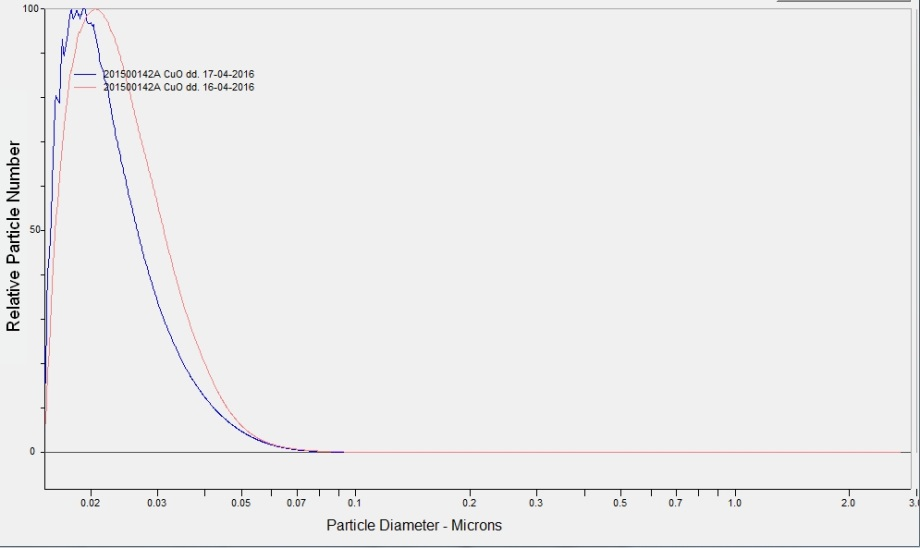 100
201500142A CuO dd. 17-04-2016
201500142A CuO dd. 16-04-2016
Relative Particle Number
50
0
0.02 0.03 0.05 0.07 0.1 0.2 0.3 0.5 0.7 1.0 2.0 3.0
Particle Diameter - Microns